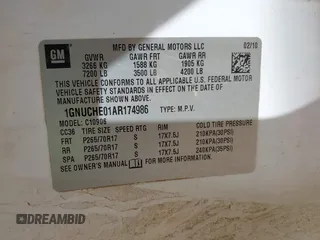 GM
MFD BY GENERAL MOTORS LLC 02/10
GVWR GAWR FRT GAWR RR
3266 KG 1588 KG 1905 KG
7200 LB 3500 LB 4200 LB
THIS VEHICLE CONFORMS TO ALL APPLICABLE U.S. FEDERAL MOTOR
VEHICLE SAFETY
STANDARDS IN EFFECT ON THE DATE OF MANUFACTURE SHOWN ABOVE.
1GNUCHE01AR174986 TYPE: M.P.V.
C10906
CC36 TIRE SIZE SPEED RTG RIM COLD TIRE PRESSURE
FRT P265/70R17 S 17X7.5J 210KPA(30PSI)
RR P265/70R17 S 17X7.5J 210KPA(30PSI)
SPA P265/70R17 S 17X7.5J 240KPA(35PSI)
DREAMBID